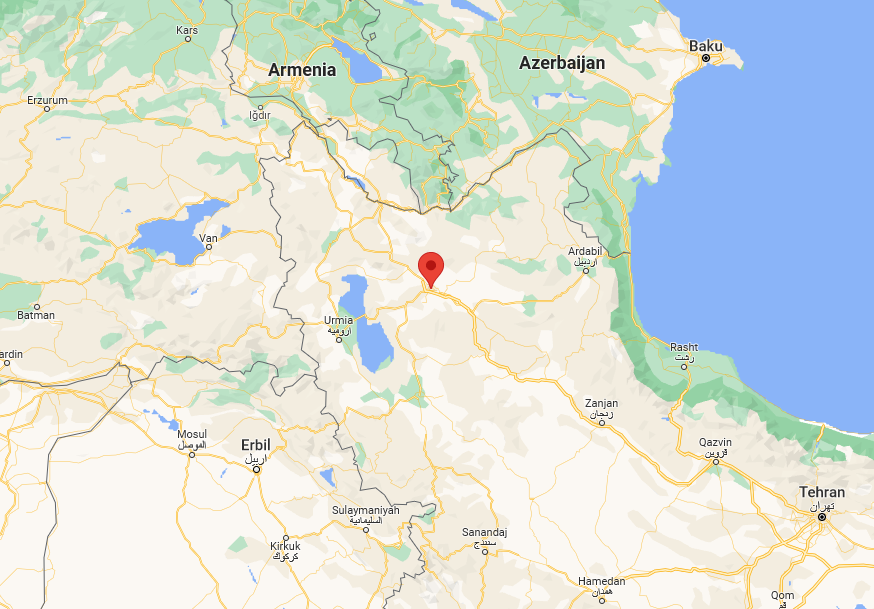 Kars
Baku
Azerbaijan
Armenia
Erzurum
Iğdır
Van
Ardabil
اردبیل
Batman
Urmia
ارومیه
Rasht
رشت
ardin
Zanjan
زنجان
Mosul
الموصل
Erbil
اربيل
Qazvin
قزوین
Tehran
تهران
Sulaymaniyah
السليمانية
Sanandaj
سنندج
Kirkuk
كركوك
Hamedan
همدان
Qom
قم